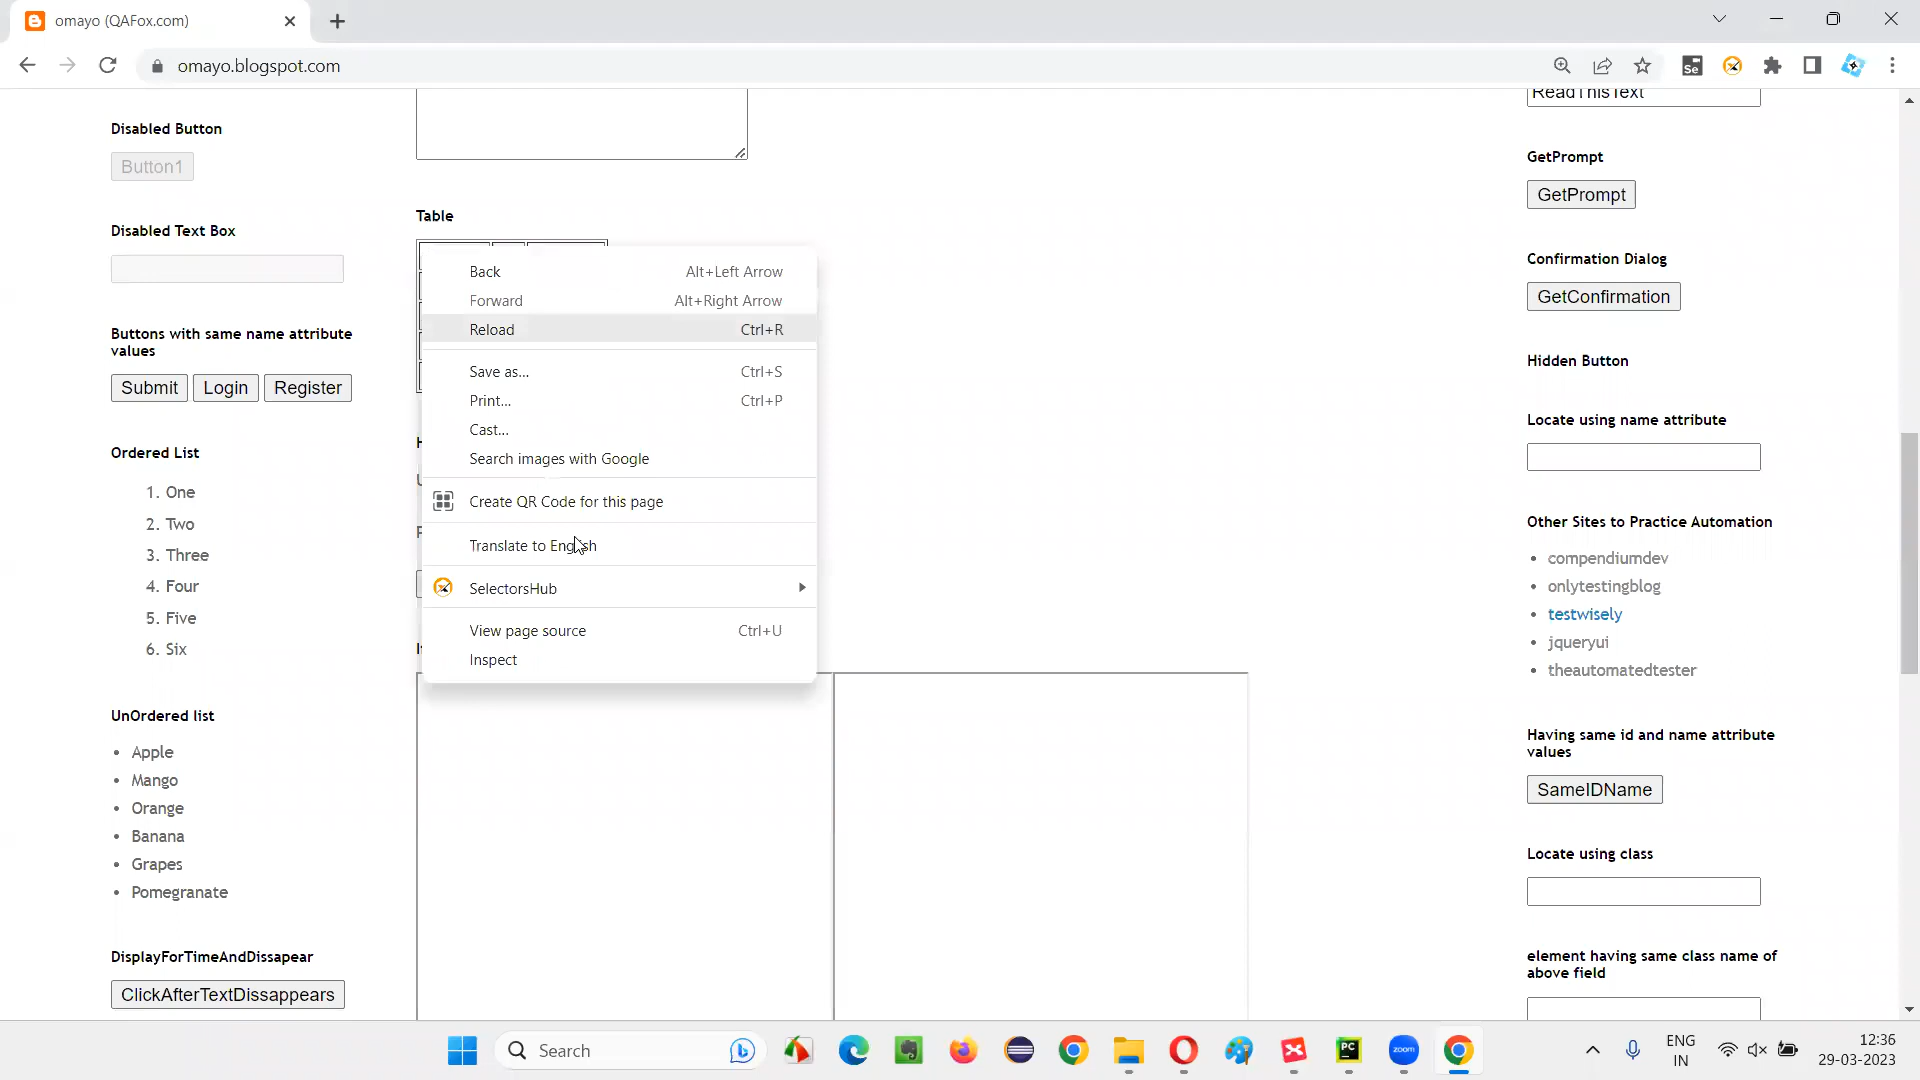 omayo (QAFox.com)
omayo.blogspot.com
Disabled Button
Button1
Disabled Text Box
Buttons with same name attribute
values
Submit Login Register
Ordered List
1. One
2. Two
3. Three
4. Four
5. Five
6. Six
UnOrdered list
• Apple
• Mango
• Orange
• Banana
• Grapes
• Pomegranate
DisplayForTimeAndDissapear
ClickAfterTextDissappears
Table
Back Alt+Left Arrow
Forward Alt+Right Arrow
Reload Ctrl+R
Save as... Ctrl+S
Print... Ctrl+P
Cast...
Search images with Google
Create QR Code for this page
Translate to English
SelectorsHub
View page source Ctrl+U
Inspect
ReadThisText
GetPrompt
GetPrompt
Confirmation Dialog
GetConfirmation
Hidden Button
Locate using name attribute
Other Sites to Practice Automation
• compendiumdev
• onlytestingblog
• testwisely
• jqueryui
• theautomatedtester
Having same id and name attribute
values
SameIDName
Locate using class
element having same class name of
above field
Search
Se
PC
zoom
ENG
IN
12:36
29-03-2023